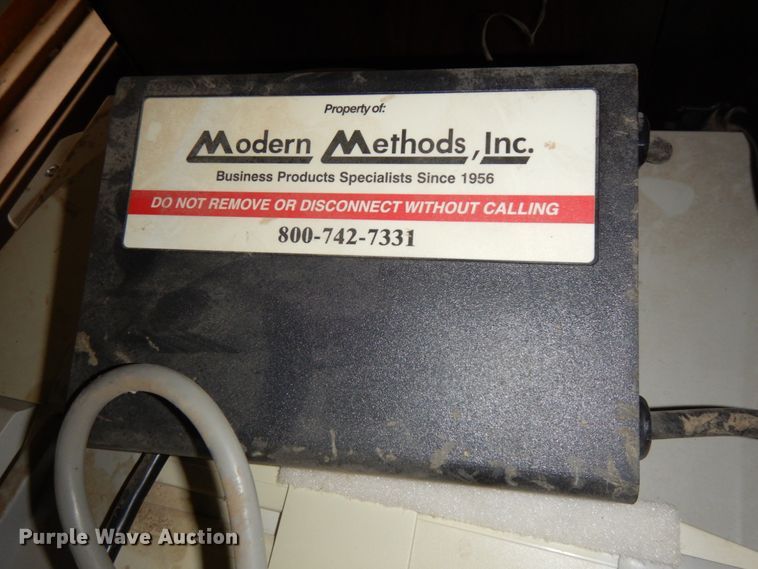 Property of:
Modern Methods, Inc.
Business Products Specialists Since 1956
DO NOT REMOVE OR DISCONNECT WITHOUT CALLING
800-742-7331
Purple Wave Auction